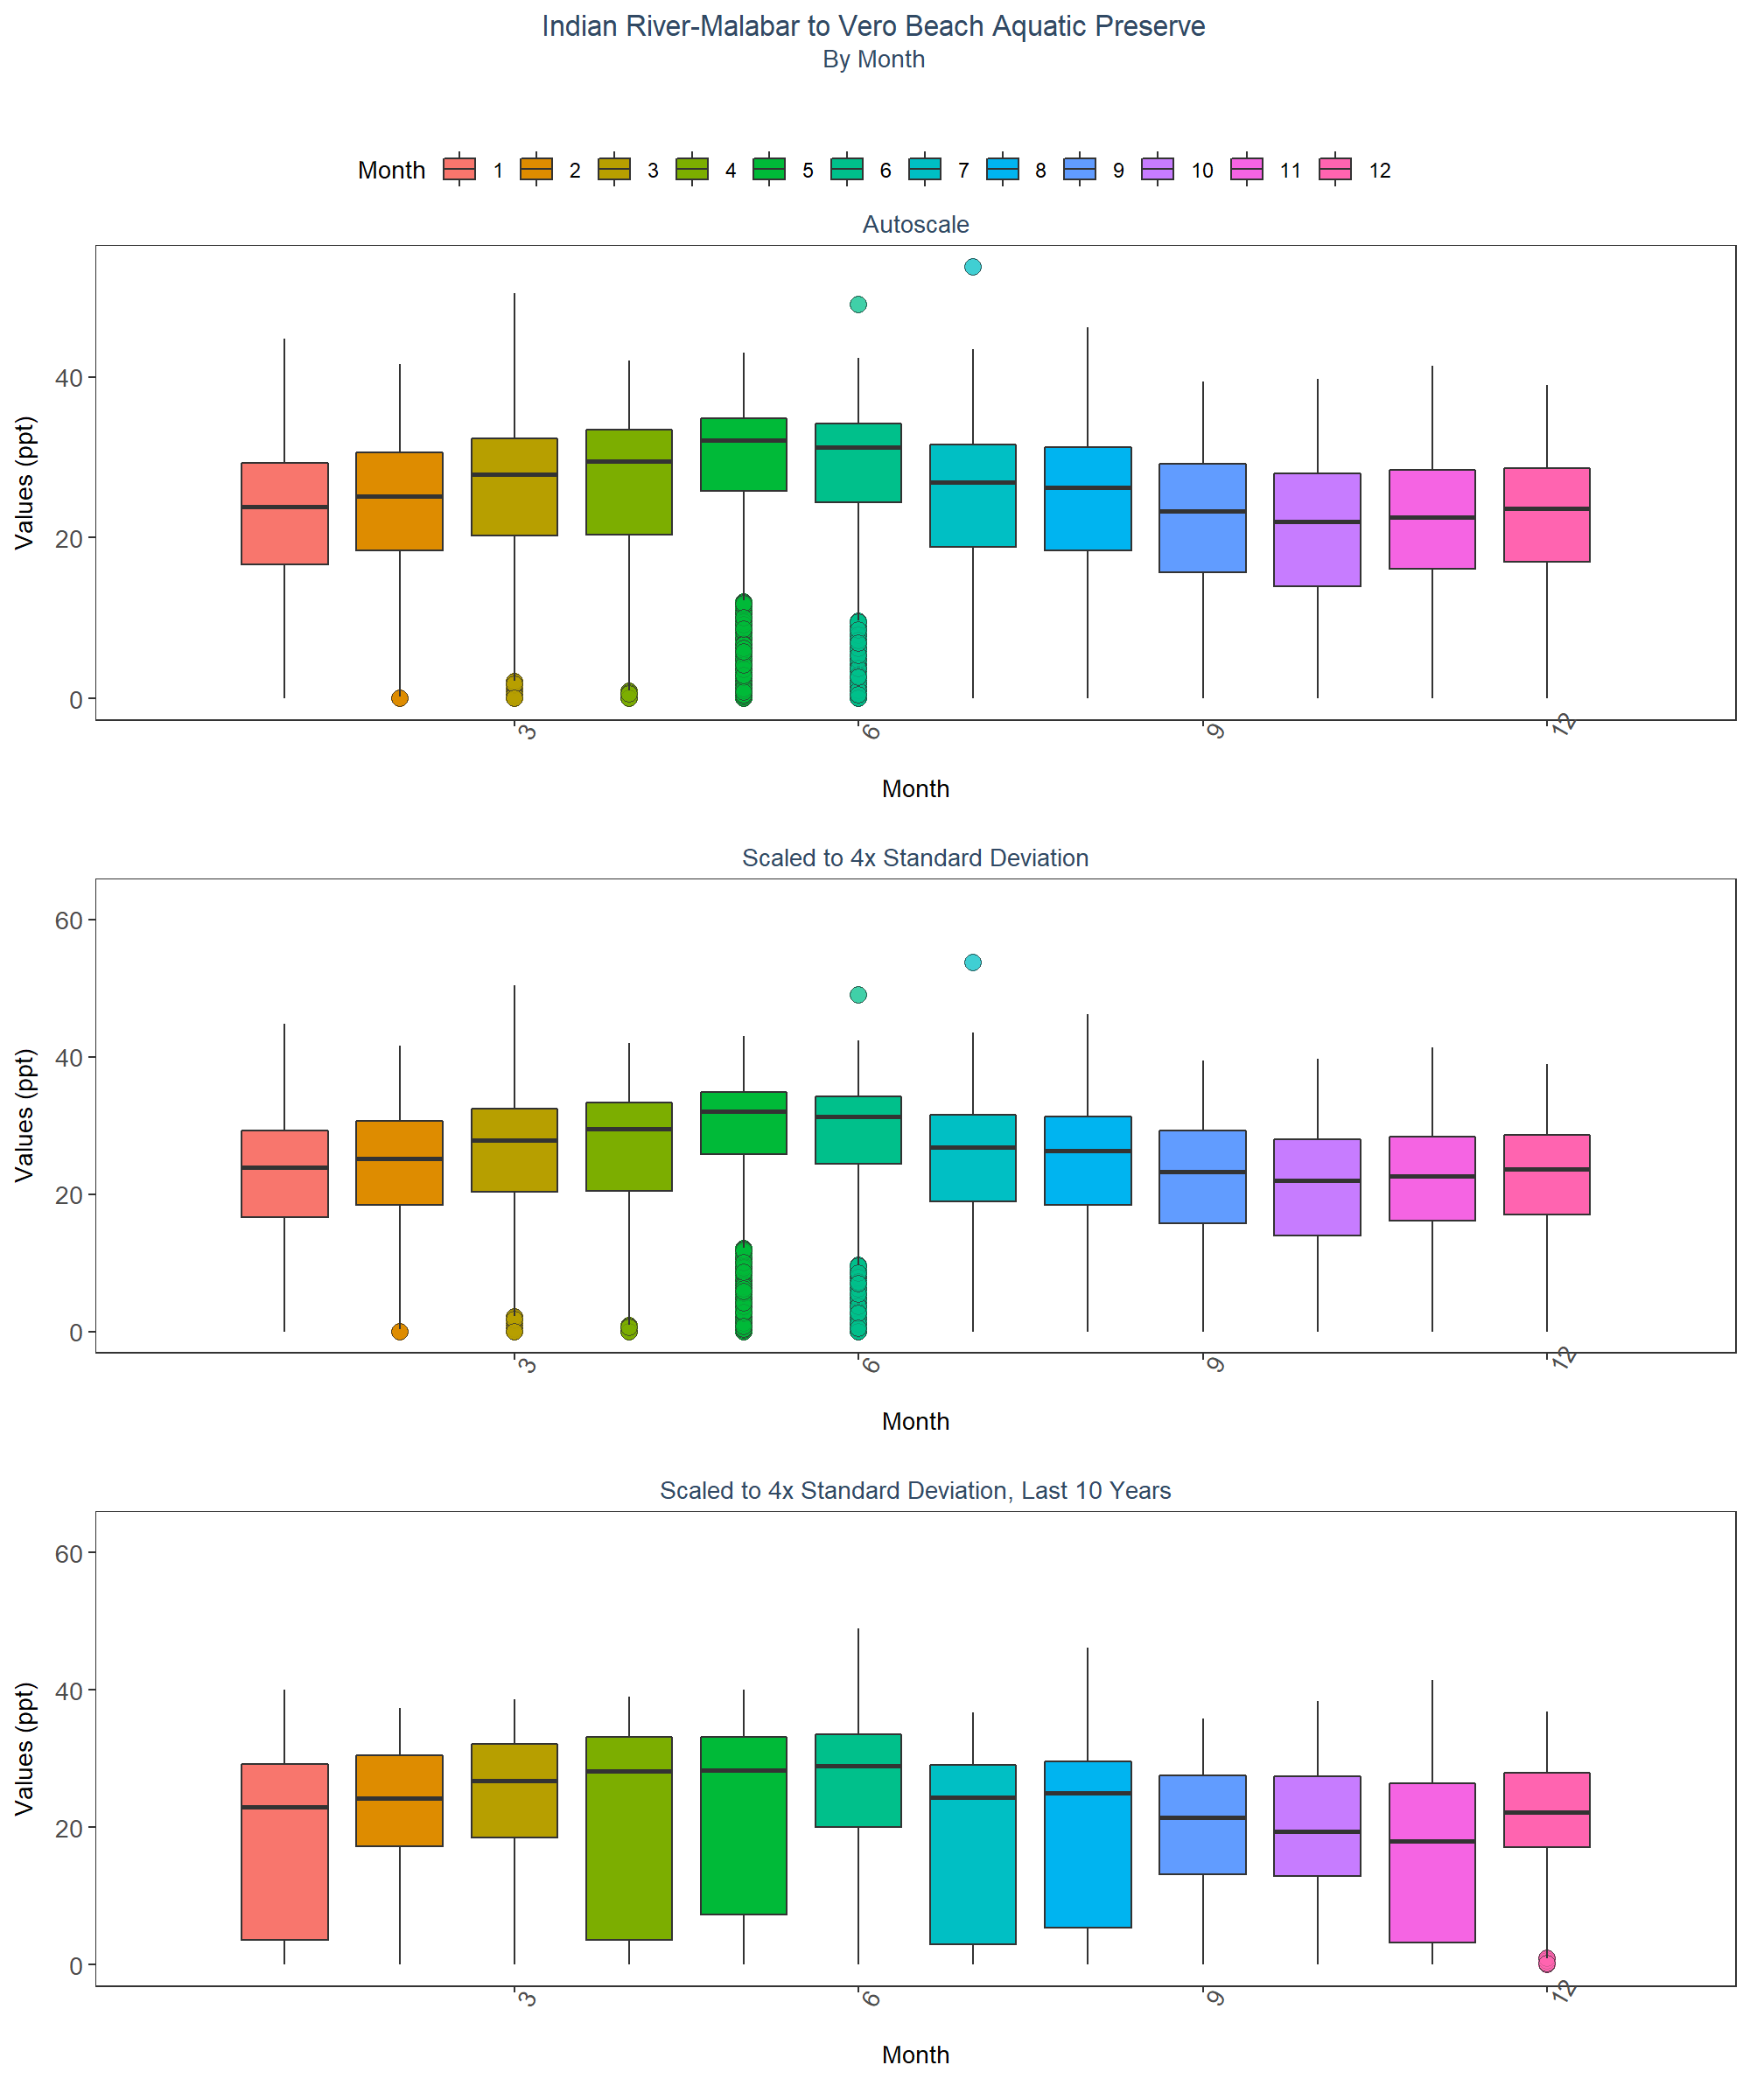 Indian River-Malabar to Vero Beach Aquatic Preserve
By Month
Month 1 2 3 4 5 6 7 8 9 10 11 12
Autoscale
Values (ppt)
40
20
0
3 6 9 12
Month
Scaled to 4x Standard Deviation
Values (ppt)
60
40
20
0
3 6 9 12
Month
Scaled to 4x Standard Deviation, Last 10 Years
Values (ppt)
60
40
20
0
3 6 9 12
Month